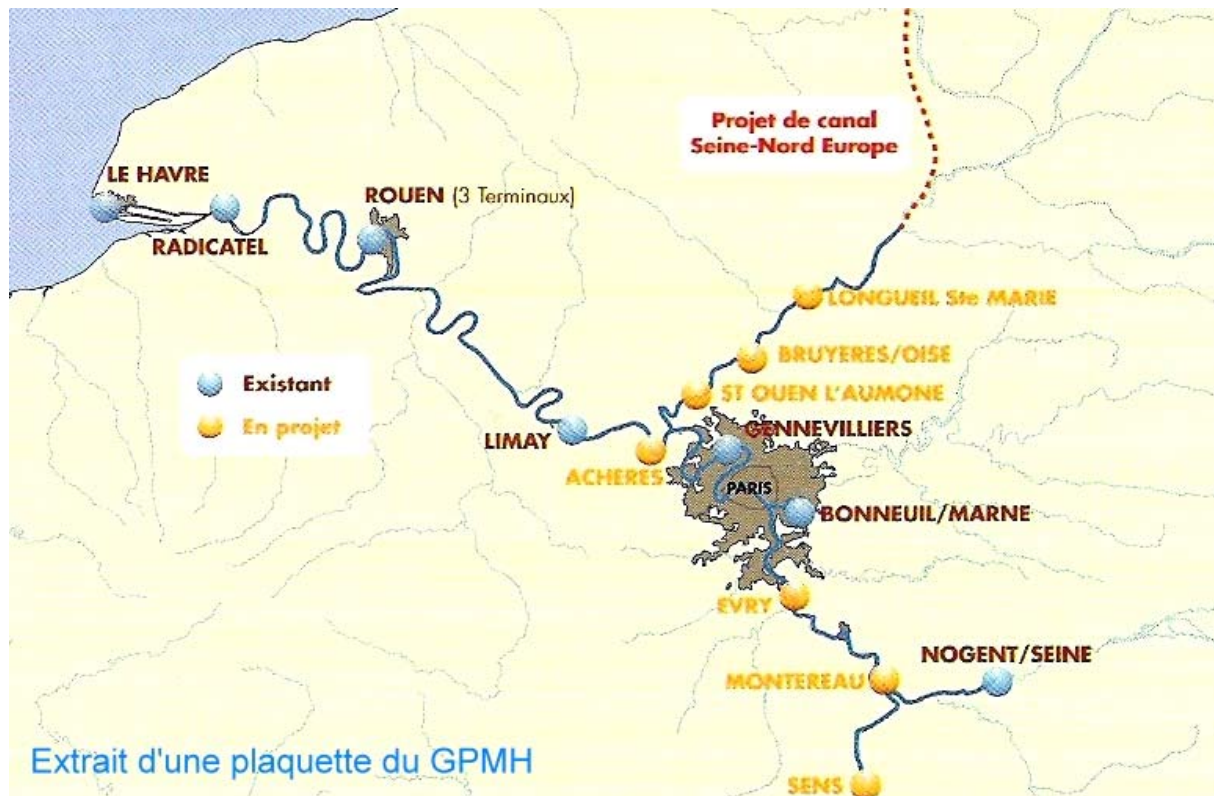 Projet de canal
Seine-Nord Europe
LE HAVRE
ROUEN (3 Terminaux)
RADICATEL
LONGUEIL Ste MARIE
BRUYERES/OISE
Existant
ST OUEN L'AUMONE
En projet
GENNEVILLIERS
LIMAY
ACHERES
PARIS
BONNEUIL/MARNE
EVRY
NOGENT/SEINE
MONTEREAU
Extrait d'une plaquette du GPMH
SENS